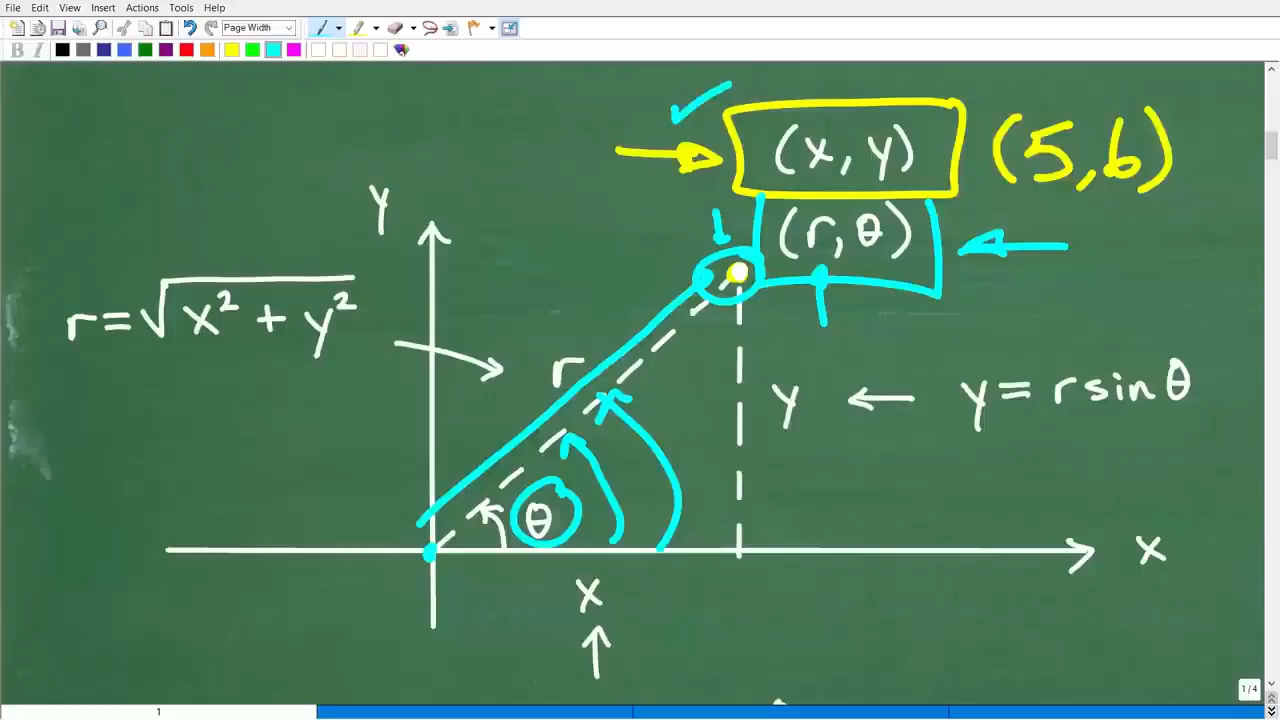 File Edit View Insert Actions Tools Help
Page Width
B I
(x, y) (5,6)
(r, θ)
y
r = √x² + y²
r
y ← y = r sin θ
θ
x
x
1/4
1